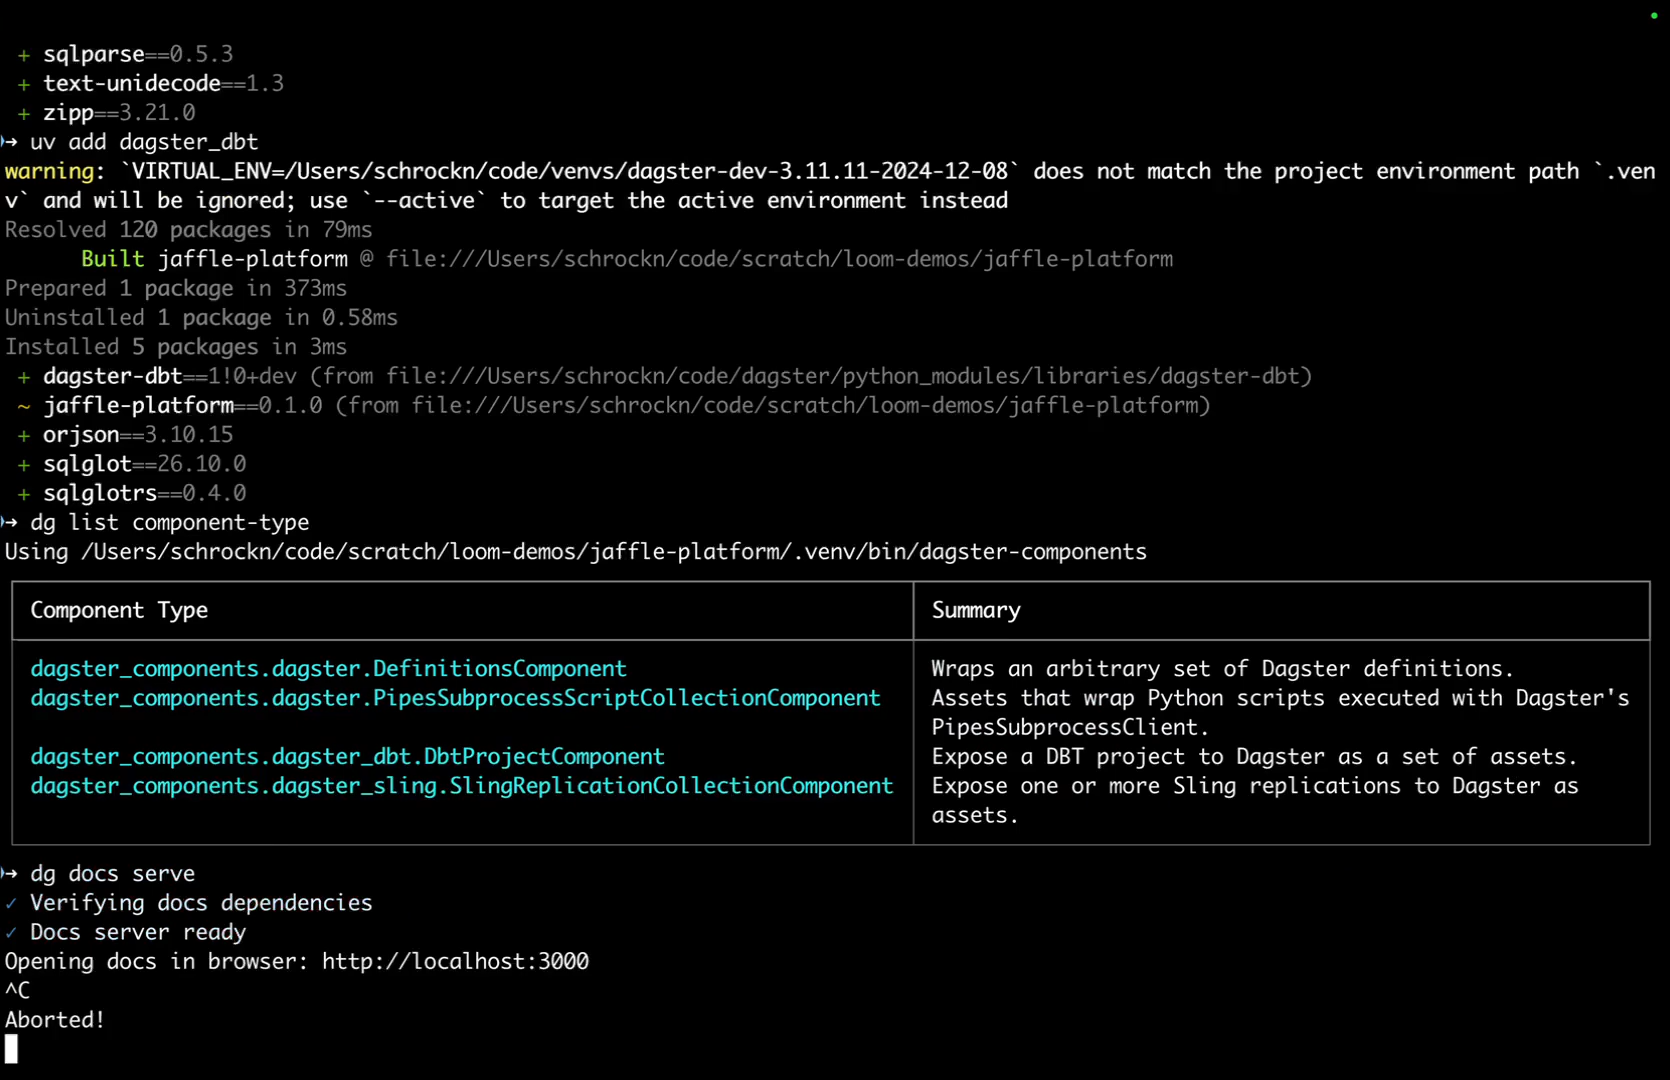 + sqlparse==0.5.3
+ text-unidecode==1.3
+ zipp==3.21.0
→ uv add dagster_dbt
warning: `VIRTUAL_ENV=/Users/schrockn/code/venvs/dagster-dev-3.11.11-2024-12-08` does not match the project environment path `.ven
v` and will be ignored; use `--active` to target the active environment instead
Resolved 120 packages in 79ms
Built jaffle-platform @ file:///Users/schrockn/code/scratch/loom-demos/jaffle-platform
Prepared 1 package in 373ms
Uninstalled 1 package in 0.58ms
Installed 5 packages in 3ms
+ dagster-dbt==1!0+dev (from file:///Users/schrockn/code/dagster/python_modules/libraries/dagster-dbt)
~ jaffle-platform==0.1.0 (from file:///Users/schrockn/code/scratch/loom-demos/jaffle-platform)
+ orjson==3.10.15
+ sqlglot==26.10.0
+ sqlglotrs==0.4.0
→ dg list component-type
Using /Users/schrockn/code/scratch/loom-demos/jaffle-platform/.venv/bin/dagster-components
Component Type Summary
dagster_components.dagster.DefinitionsComponent Wraps an arbitrary set of Dagster definitions.
dagster_components.dagster.PipesSubprocessScriptCollectionComponent Assets that wrap Python scripts executed with Dagster's
PipesSubprocessClient.
dagster_components.dagster_dbt.DbtProjectComponent Expose a DBT project to Dagster as a set of assets.
dagster_components.dagster_sling.SlingReplicationCollectionComponent Expose one or more Sling replications to Dagster as
assets.
→ dg docs serve
✓ Verifying docs dependencies
✓ Docs server ready
Opening docs in browser: http://localhost:3000
^C
Aborted!